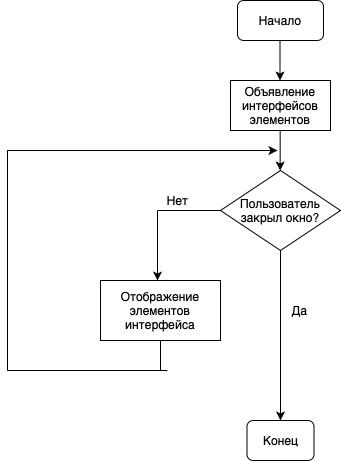 Начало
Объявление
интерфейсов
элементов
Пользователь
закрыл окно?
Нет
Отображение
элементов
интерфейса
Да
Конец